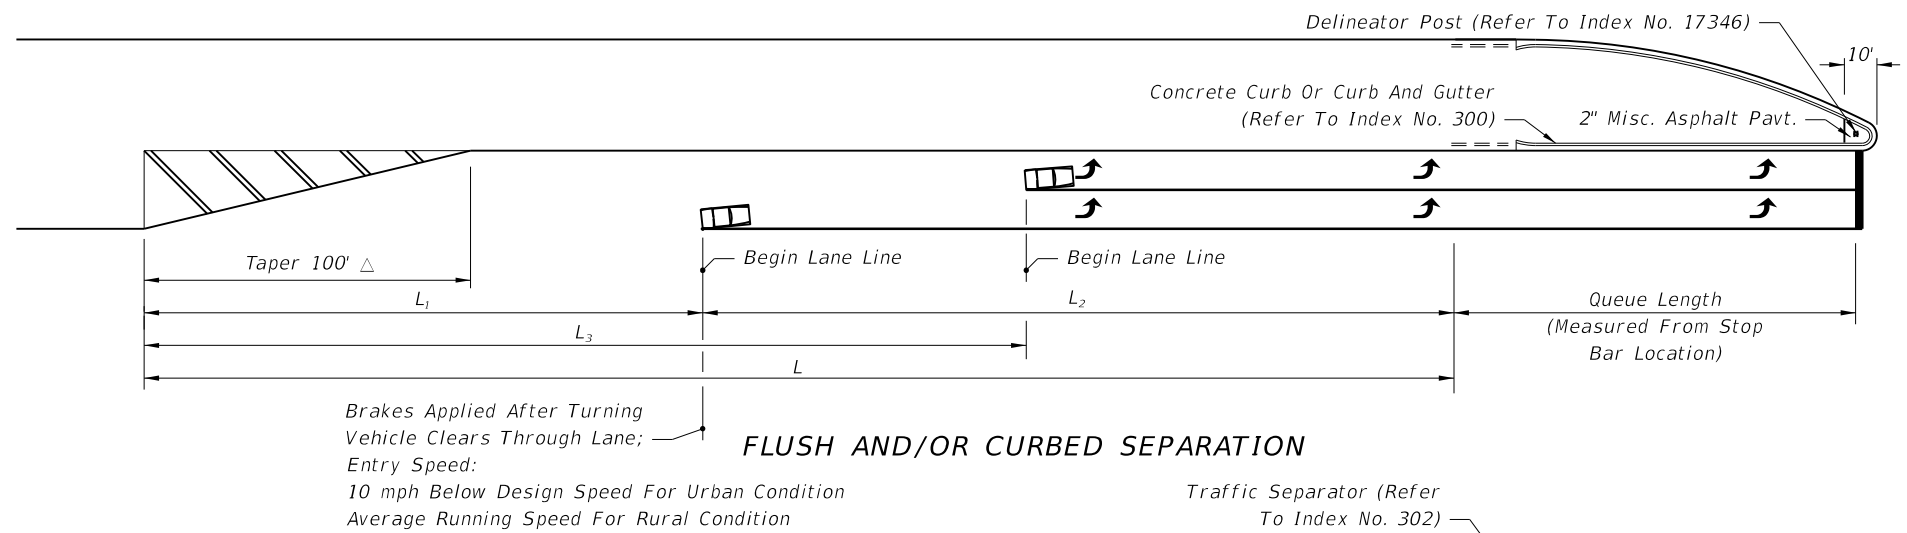 Delineator Post (Refer To Index No. 17346)
10'
Concrete Curb Or Curb And Gutter
(Refer To Index No. 300)
2" Misc. Asphalt Pavt.
Taper 100' △
Begin Lane Line
Begin Lane Line
L₁
L₂
Queue Length
(Measured From Stop
Bar Location)
L₃
L
Brakes Applied After Turning
Vehicle Clears Through Lane;
Entry Speed:
10 mph Below Design Speed For Urban Condition
Average Running Speed For Rural Condition
FLUSH AND/OR CURBED SEPARATION
Traffic Separator (Refer
To Index No. 302)